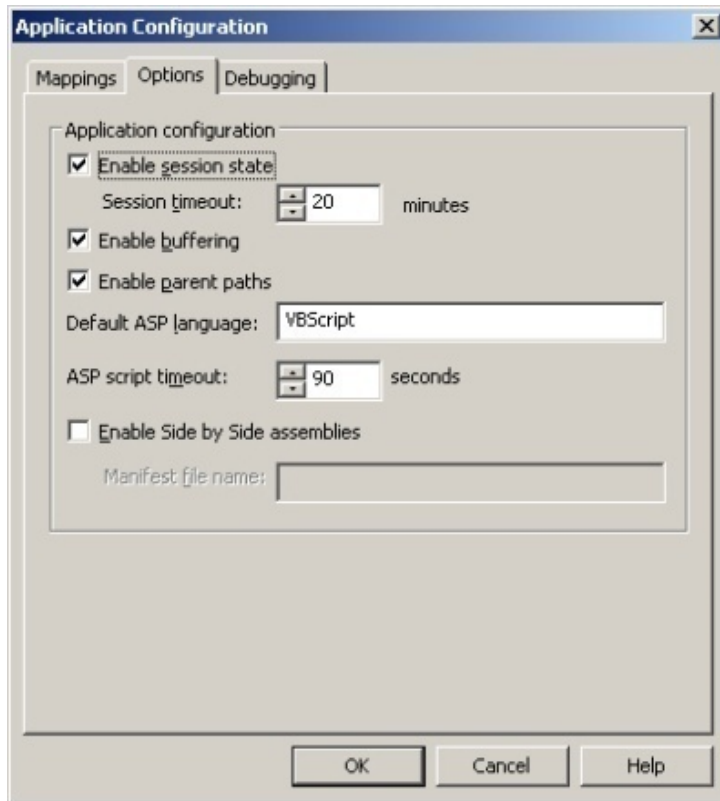 Application Configuration
Mappings Options Debugging
Application configuration
Enable session state
Session timeout: 20 minutes
Enable buffering
Enable parent paths
Default ASP language: VBScript
ASP script timeout: 90 seconds
Enable Side by Side assemblies
Manifest file name:
OK Cancel Help